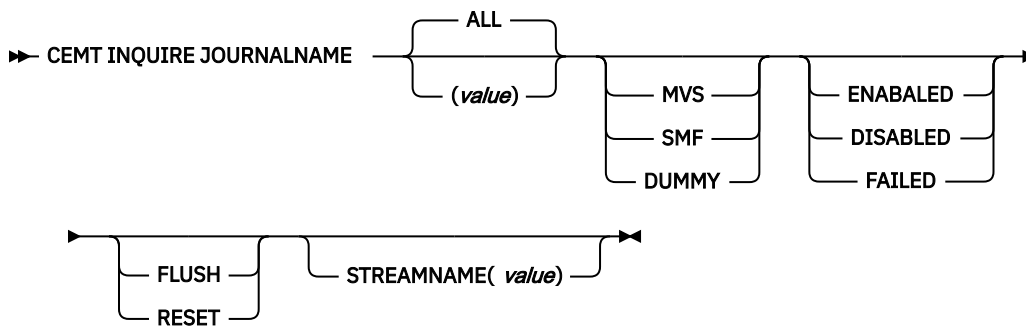 ALL
CEMT INQUIRE JOURNALNAME
(value)
MVS
ENABALED
SMF
DISABLED
DUMMY
FAILED
FLUSH
STREAMNAME( value)
RESET